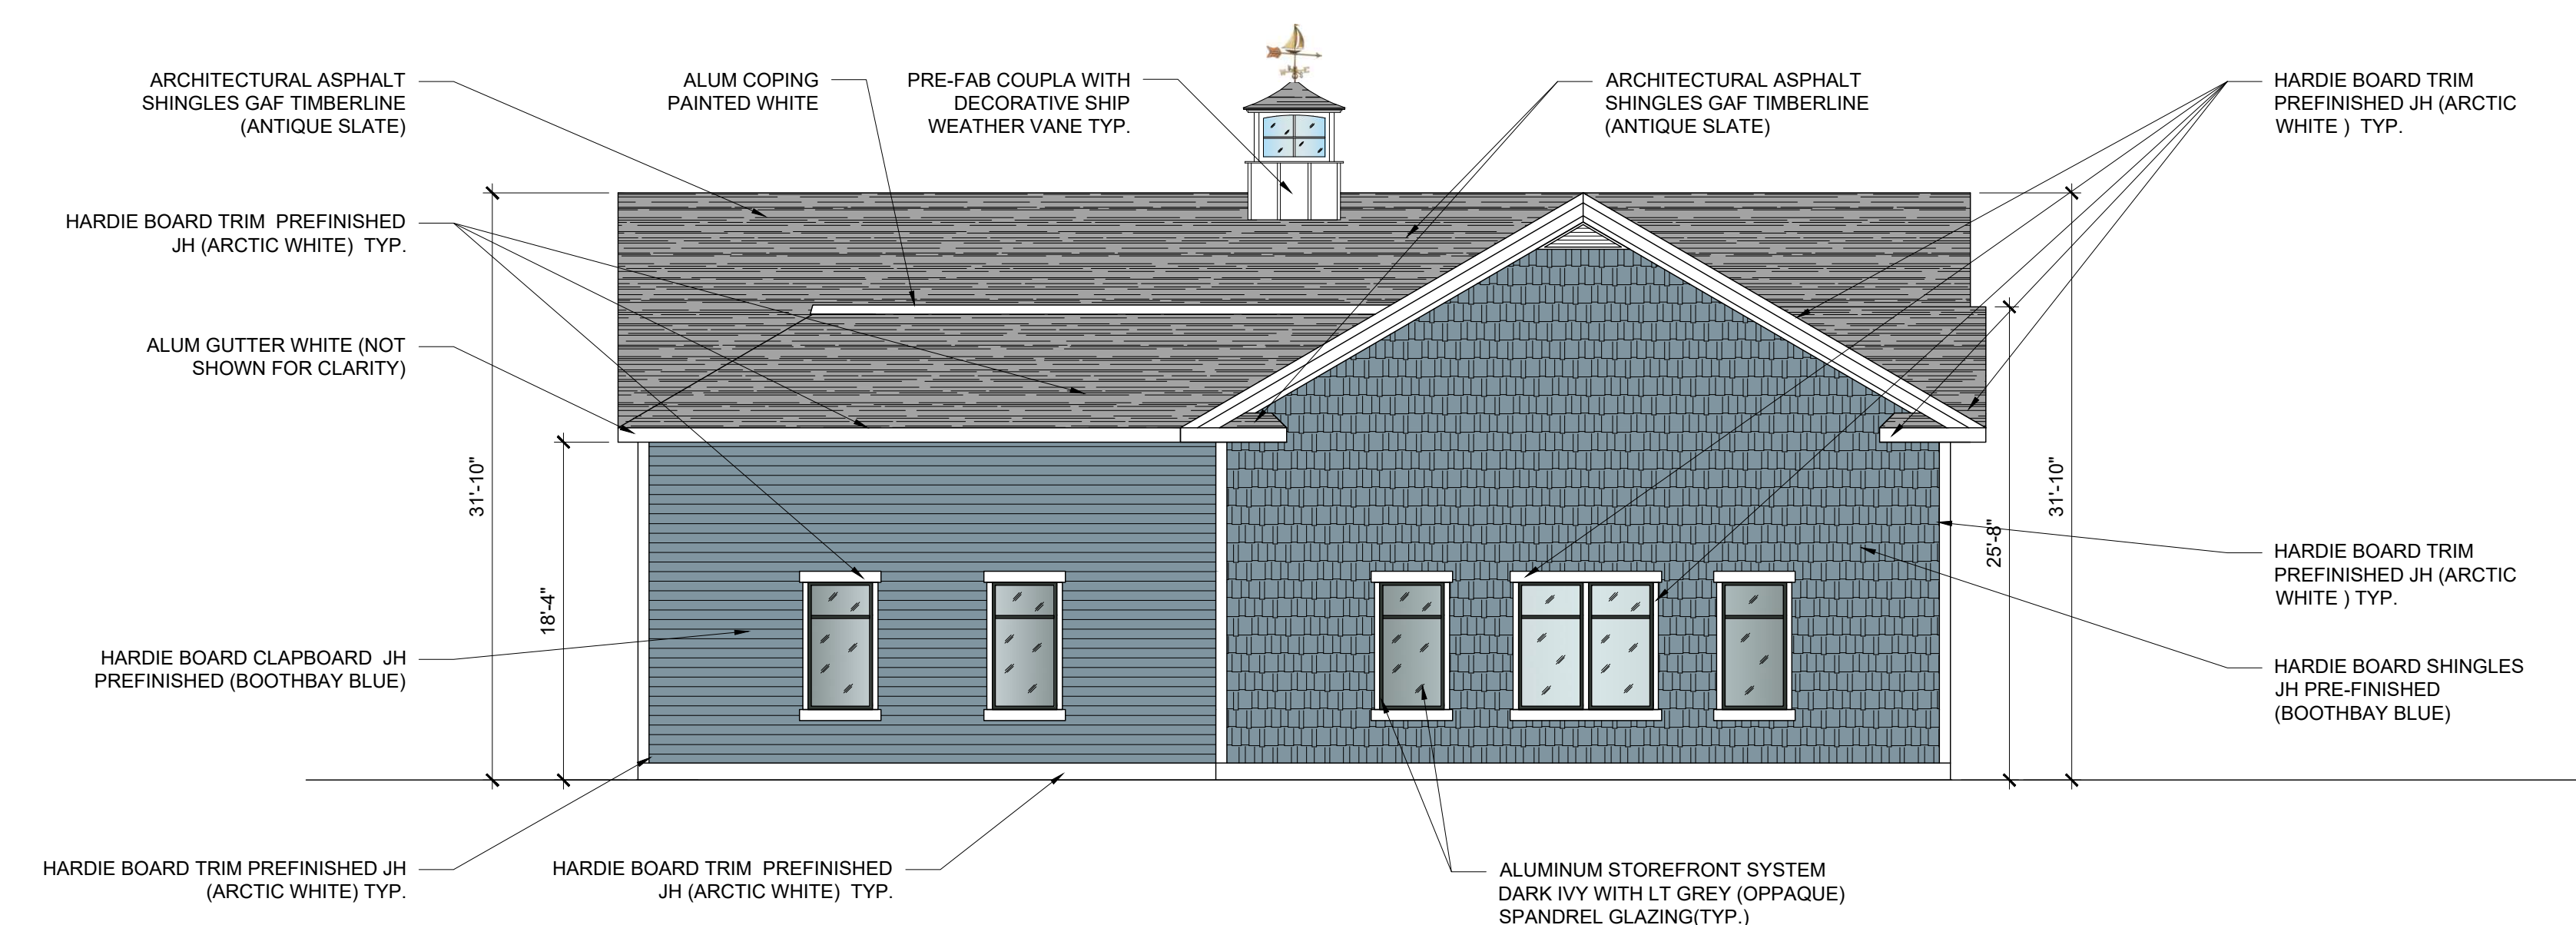 ARCHITECTURAL ASPHALT
SHINGLES GAF TIMBERLINE
(ANTIQUE SLATE)
ALUM COPING
PAINTED WHITE
PRE-FAB COUPLA WITH
DECORATIVE SHIP
WEATHER VANE TYP.
ARCHITECTURAL ASPHALT
SHINGLES GAF TIMBERLINE
(ANTIQUE SLATE)
HARDIE BOARD TRIM
PREFINISHED JH (ARCTIC
WHITE ) TYP.
HARDIE BOARD TRIM PREFINISHED
JH (ARCTIC WHITE) TYP.
ALUM GUTTER WHITE (NOT
SHOWN FOR CLARITY)
31'-10"
18'-4"
25'-8"
31'-10"
HARDIE BOARD CLAPBOARD JH
PREFINISHED (BOOTHBAY BLUE)
HARDIE BOARD TRIM
PREFINISHED JH (ARCTIC
WHITE ) TYP.
HARDIE BOARD SHINGLES
JH PRE-FINISHED
(BOOTHBAY BLUE)
HARDIE BOARD TRIM PREFINISHED JH
(ARCTIC WHITE) TYP.
HARDIE BOARD TRIM PREFINISHED
JH (ARCTIC WHITE) TYP.
ALUMINUM STOREFRONT SYSTEM
DARK IVY WITH LT GREY (OPPAQUE)
SPANDREL GLAZING(TYP.)